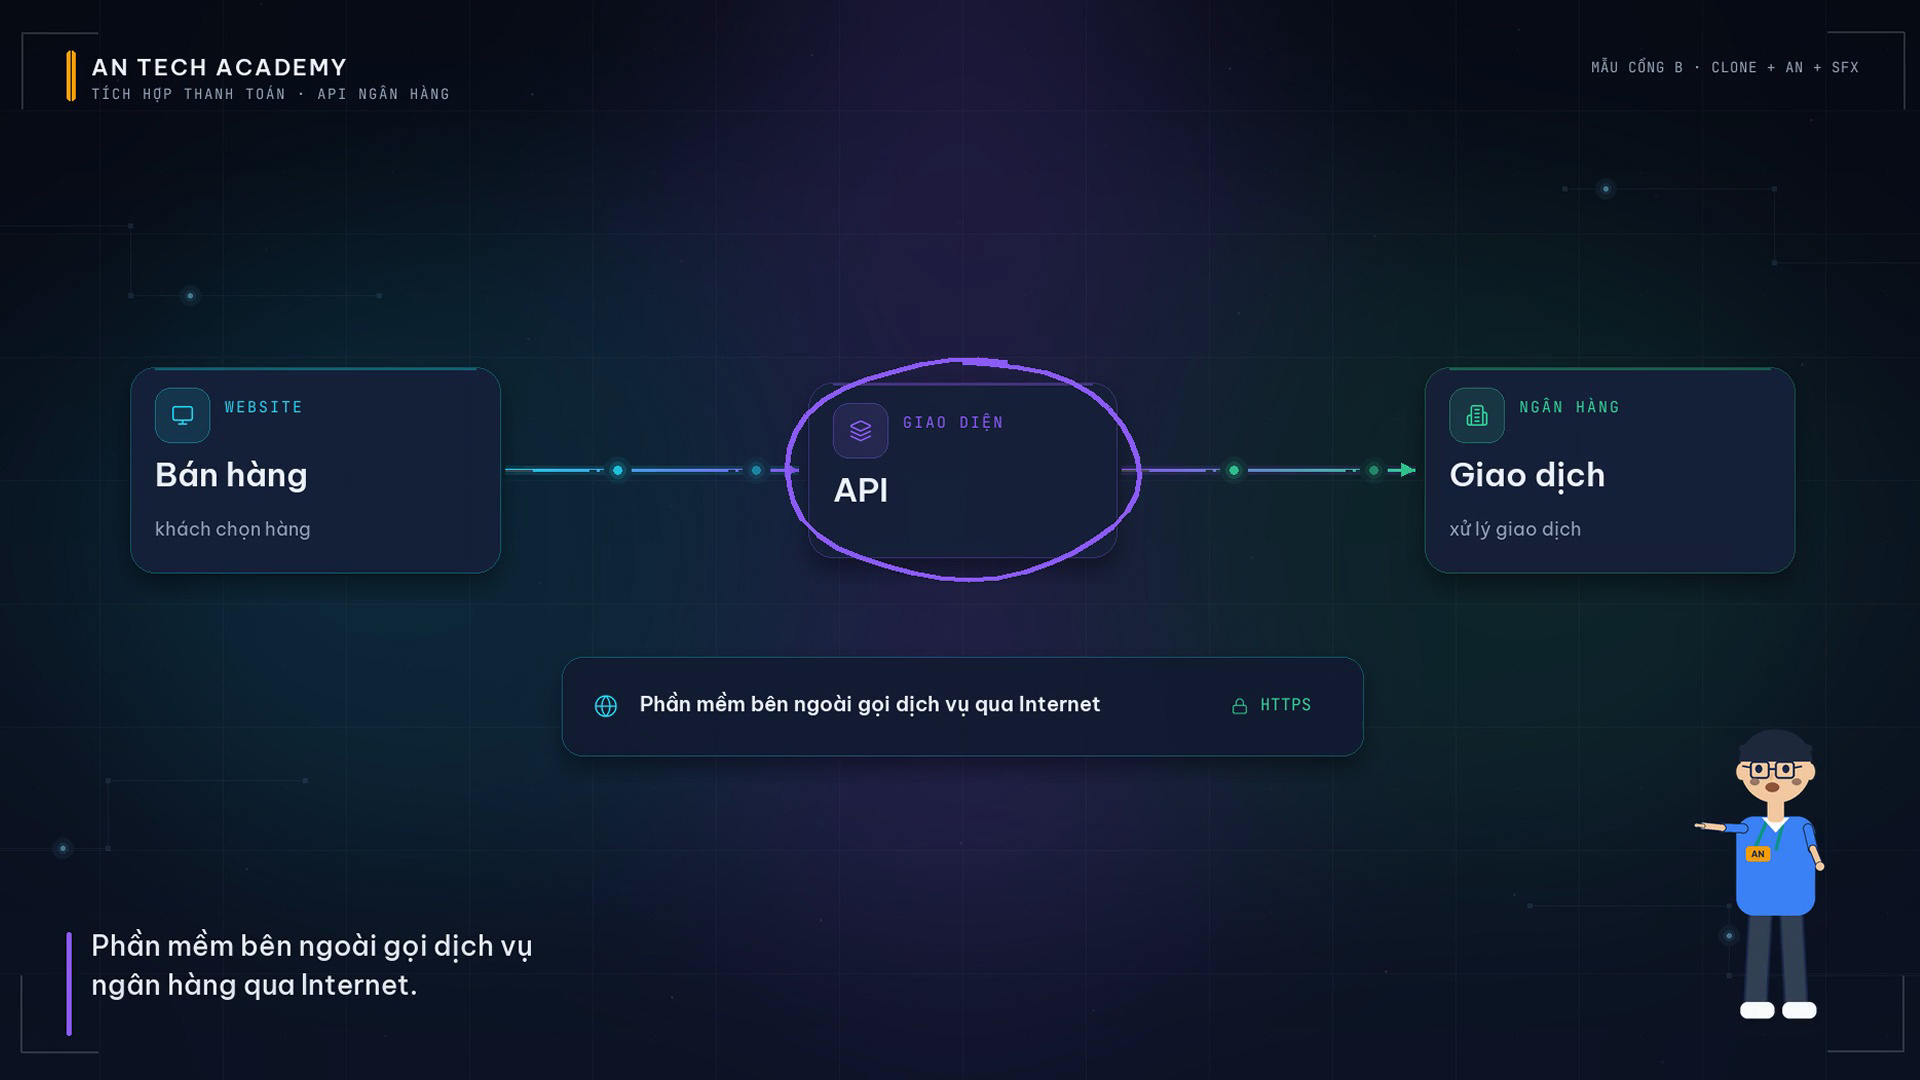 AN TECH ACADEMY
TÍCH HỢP THANH TOÁN · API NGÂN HÀNG
MẪU CỔNG B · CLONE + AN + SFX
WEBSITE
Bán hàng
khách chọn hàng
GIAO DIỆN
API
NGÂN HÀNG
Giao dịch
xử lý giao dịch
Phần mềm bên ngoài gọi dịch vụ qua Internet
HTTPS
AN
Phần mềm bên ngoài gọi dịch vụ
ngân hàng qua Internet.